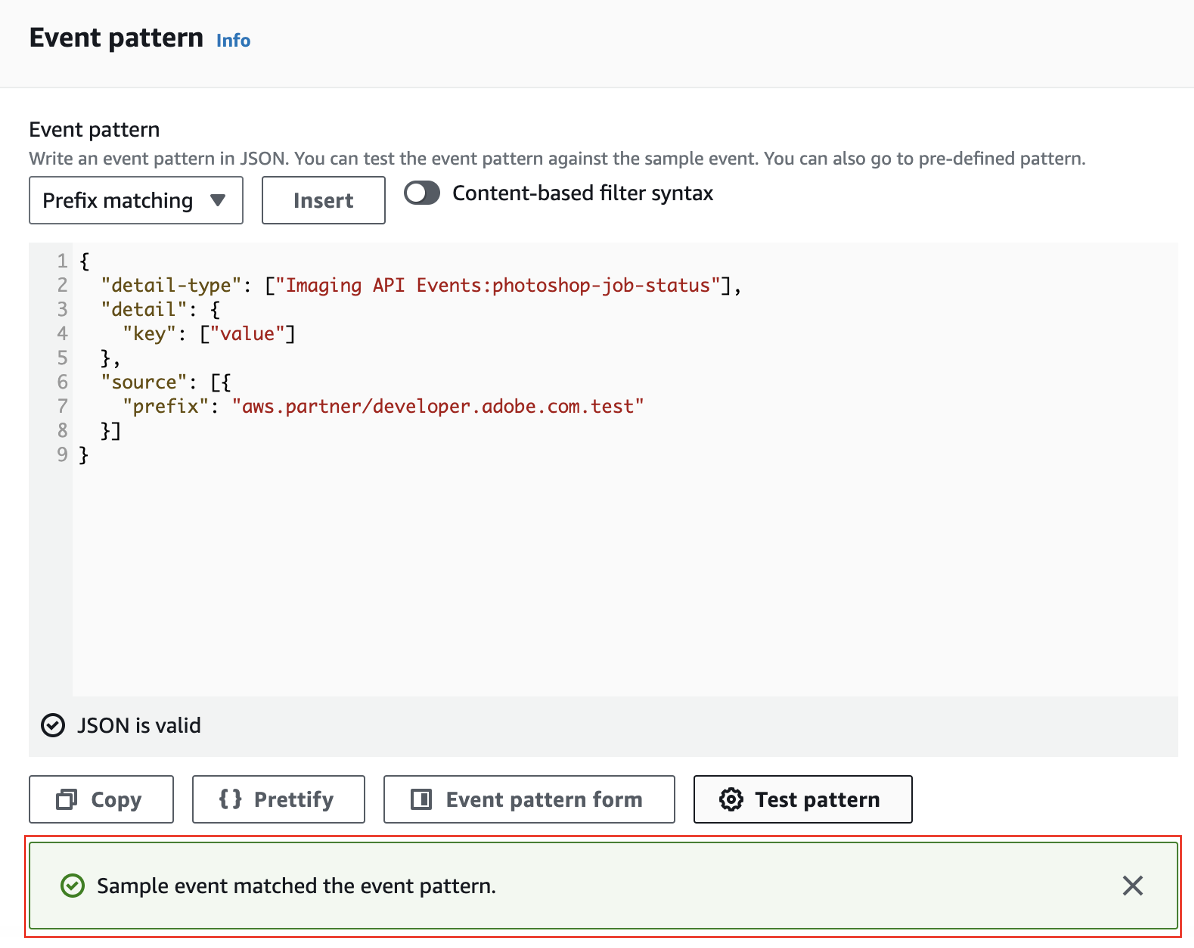 Event pattern Info
Event pattern
Write an event pattern in JSON. You can test the event pattern against the sample event. You can also go to pre-defined pattern.
Prefix matching Insert Content-based filter syntax
1 {
2   "detail-type": ["Imaging API Events:photoshop-job-status"],
3   "detail": {
4     "key": ["value"]
5   },
6   "source": [{
7     "prefix": "aws.partner/developer.adobe.com.test"
8   }]
9 }
JSON is valid
Copy {} Prettify Event pattern form Test pattern
Sample event matched the event pattern.